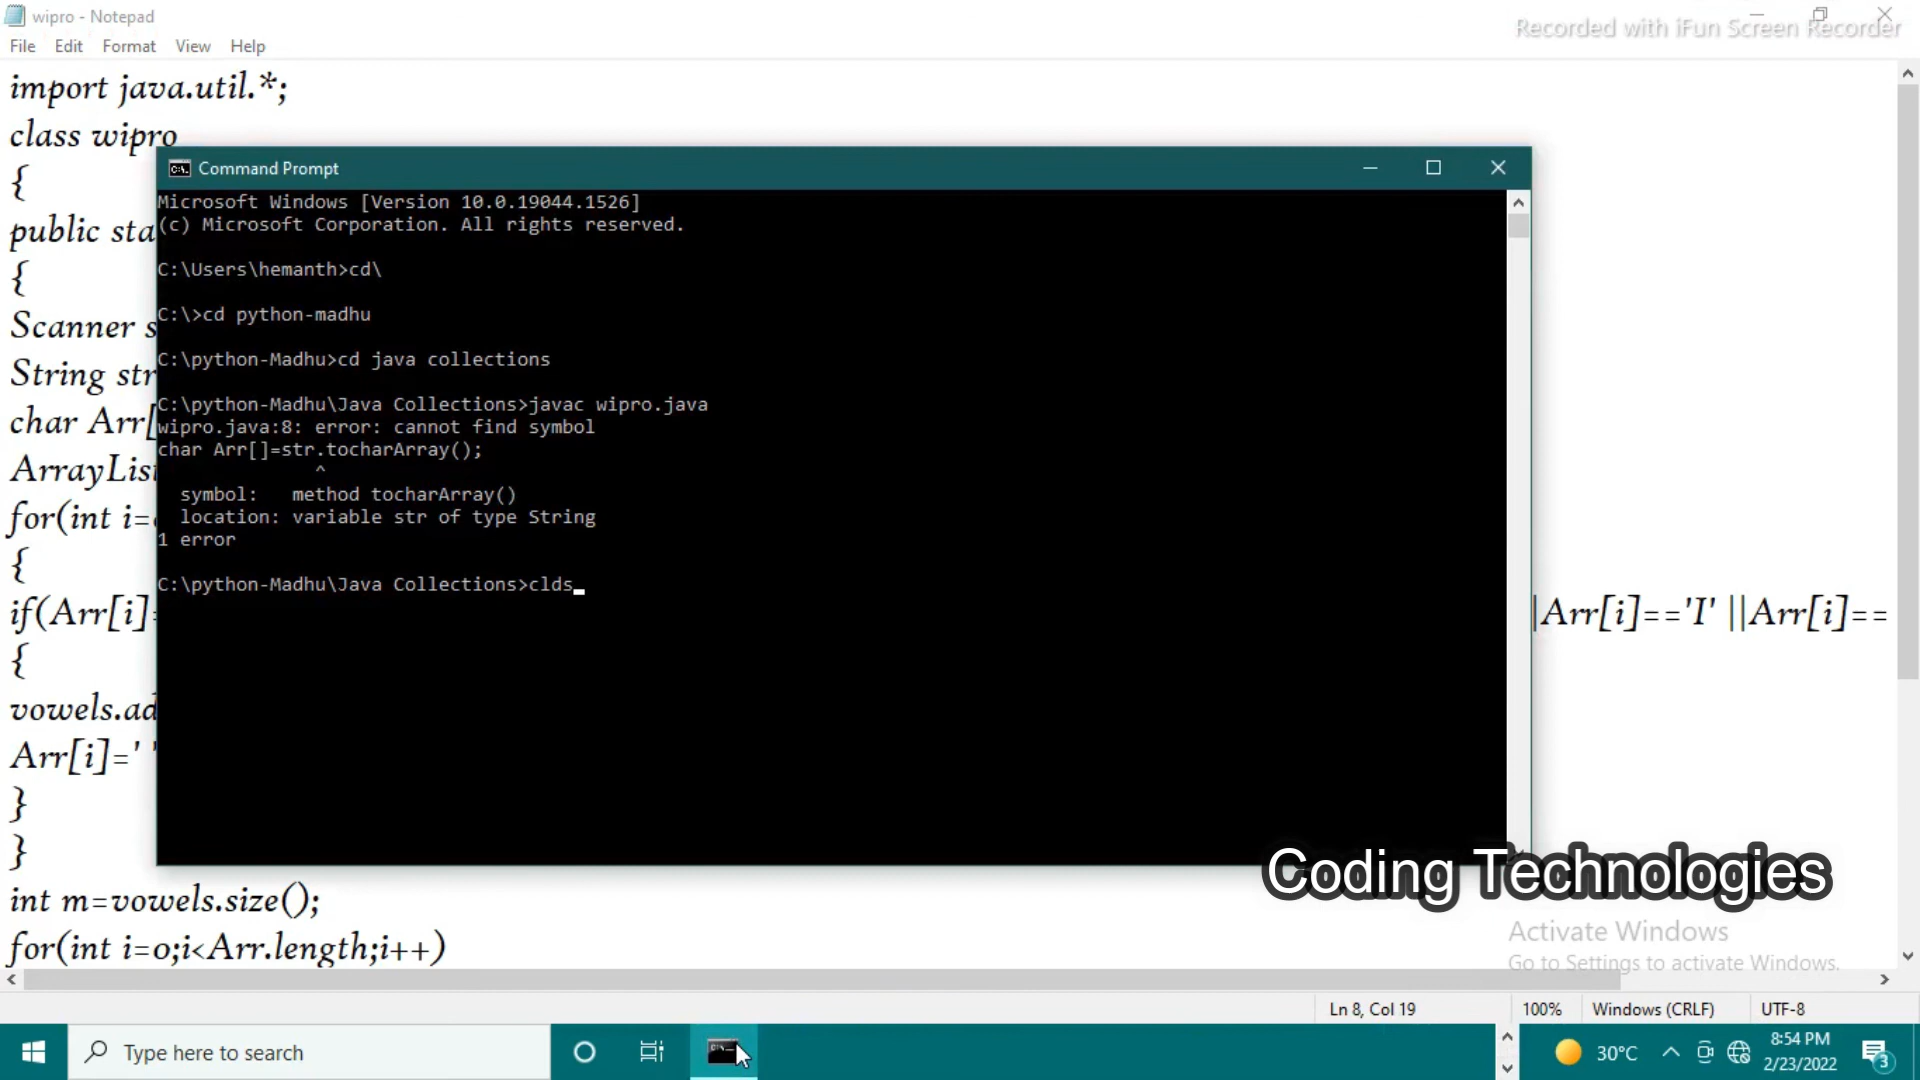 wipro - Notepad
Recorded with iFun Screen Recorder
File Edit Format View Help
import java.util.*;
class wipro
{
public sta
{
Scanner s
String str
char Arr[
ArrayList
for(int i=
{
if(Arr[i]=
|Arr[i]=='I' ||Arr[i]==
{
vowels.ad
Arr[i]=' '
}
}
int m=vowels.size();
for(int i=0;i<Arr.length;i++)
Command Prompt
Microsoft Windows [Version 10.0.19044.1526]
(c) Microsoft Corporation. All rights reserved.
C:\Users\hemanth>cd\
C:\>cd python-madhu
C:\python-Madhu>cd java collections
C:\python-Madhu\Java Collections>javac wipro.java
wipro.java:8: error: cannot find symbol
char Arr[]=str.tocharArray();
^
symbol: method tocharArray()
location: variable str of type String
1 error
C:\python-Madhu\Java Collections>clds_
Coding Technologies
Activate Windows
Go to Settings to activate Windows.
Ln 8, Col 19 100% Windows (CRLF) UTF-8
Type here to search
30°C
8:54 PM
2/23/2022
3